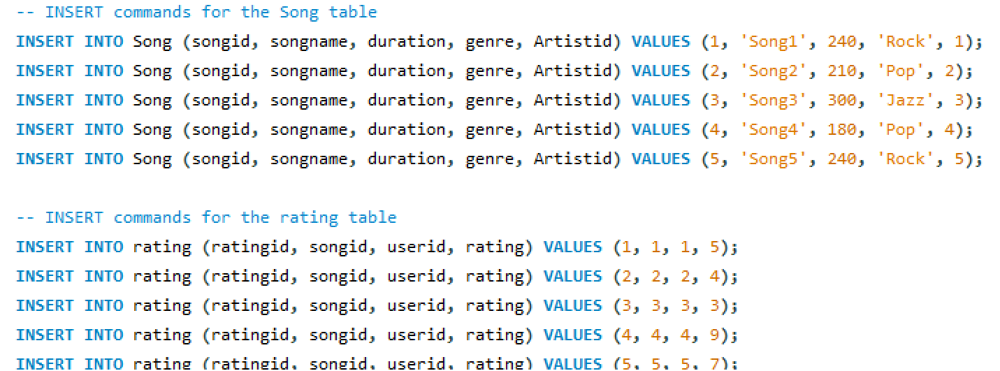 -- INSERT commands for the Song table
INSERT INTO Song (songid, songname, duration, genre, Artistid) VALUES (1, 'Song1', 240, 'Rock', 1);
INSERT INTO Song (songid, songname, duration, genre, Artistid) VALUES (2, 'Song2', 210, 'Pop', 2);
INSERT INTO Song (songid, songname, duration, genre, Artistid) VALUES (3, 'Song3', 300, 'Jazz', 3);
INSERT INTO Song (songid, songname, duration, genre, Artistid) VALUES (4, 'Song4', 180, 'Pop', 4);
INSERT INTO Song (songid, songname, duration, genre, Artistid) VALUES (5, 'Song5', 240, 'Rock', 5);
-- INSERT commands for the rating table
INSERT INTO rating (ratingid, songid, userid, rating) VALUES (1, 1, 1, 5);
INSERT INTO rating (ratingid, songid, userid, rating) VALUES (2, 2, 2, 4);
INSERT INTO rating (ratingid, songid, userid, rating) VALUES (3, 3, 3, 3);
INSERT INTO rating (ratingid, songid, userid, rating) VALUES (4, 4, 4, 9);
INSERT INTO rating (ratingid, songid, userid, rating) VALUES (5, 5, 5, 7);